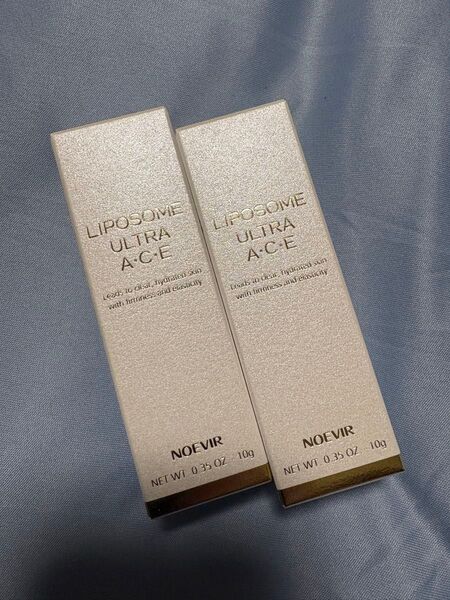 LIPOSOME
ULTRA
A·C·E
Leads to clear, hydrated skin
with firmness and elasticity
NOEVIR
NET WT. 0.35 OZ. - 10g
LIPOSOME
ULTRA
A·C·E
Leads to clear, hydrated skin
with firmness and elasticity
NOEVIR
NET WT. 0.35 OZ. - 10g